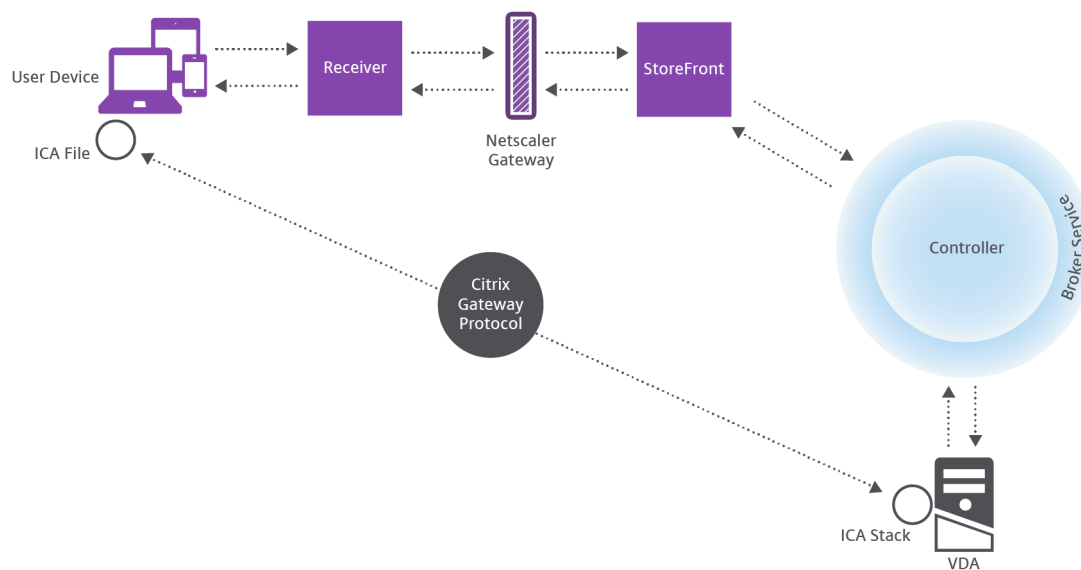 User Device
Receiver
StoreFront
ICA File
Netscaler
Gateway
Controller
Broker Service
Citrix
Gateway
Protocol
ICA Stack
VDA